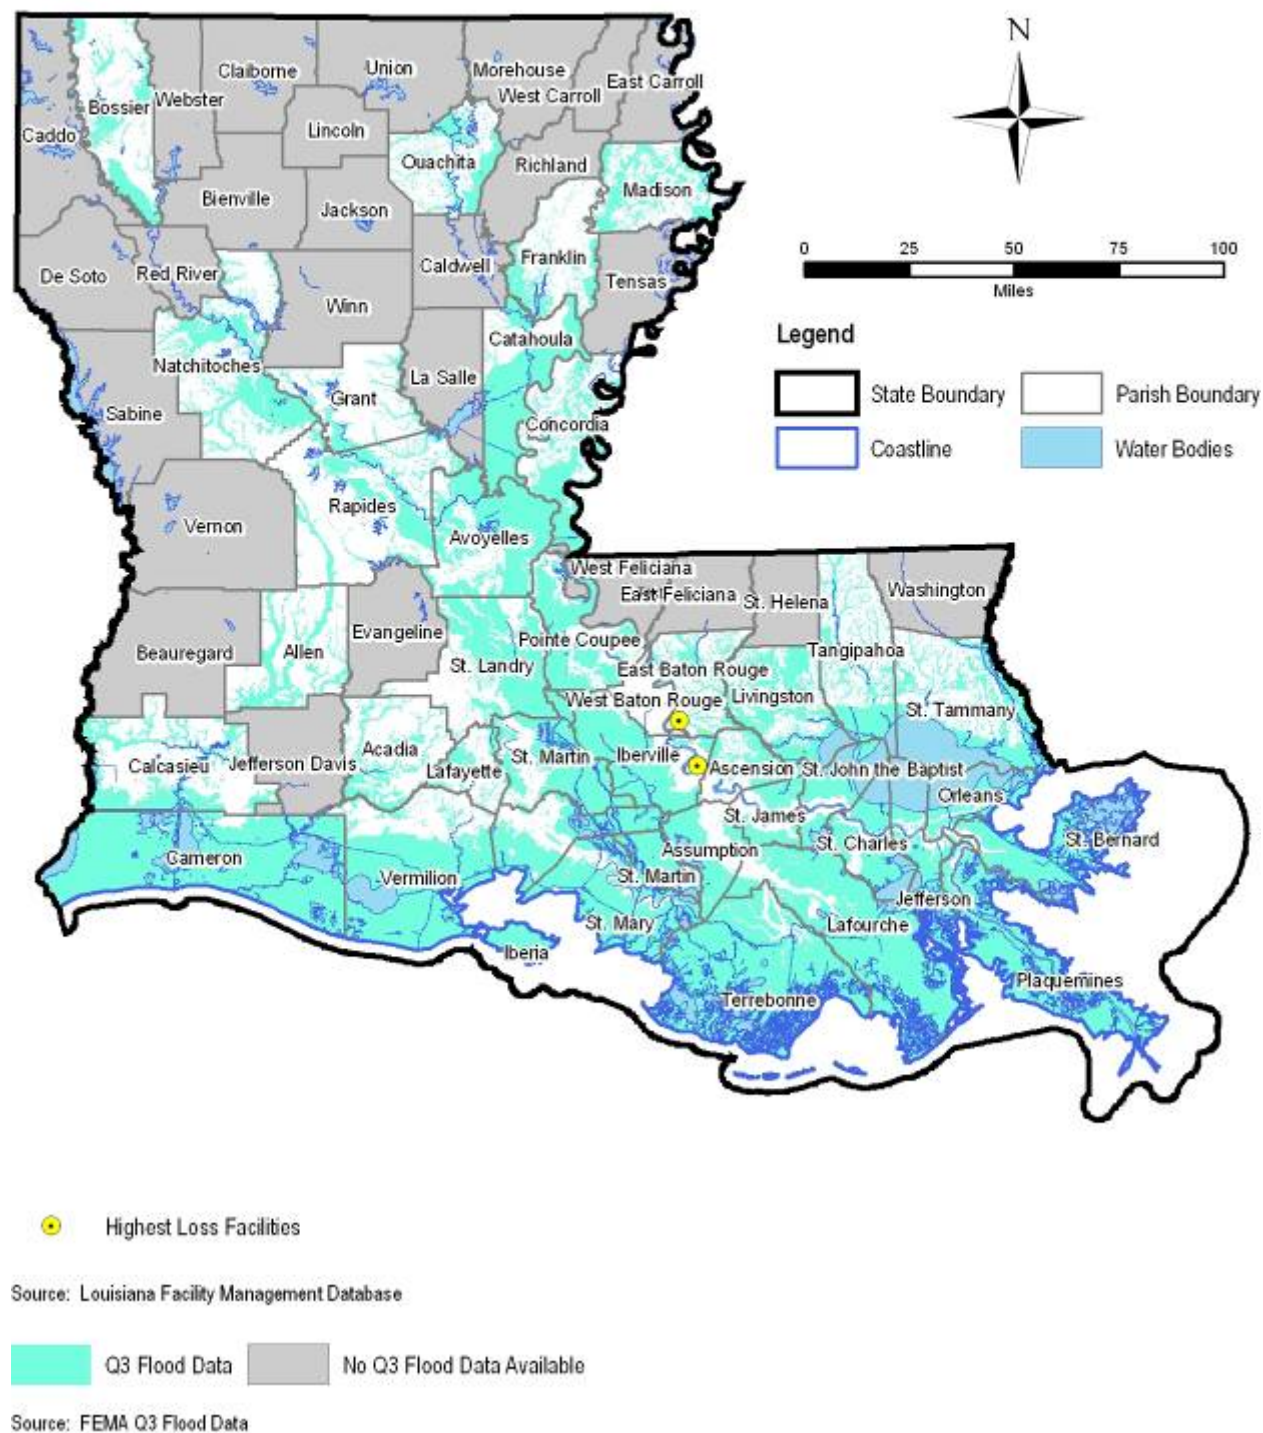 N
Claiborne
Union
Morehouse
East Carroll
West Carroll
Webster
Bossier
Caddo
Lincoln
Ouachita
Richland
Madison
Bienville
Jackson
0 25 50 75 100
Miles
De Soto
Red River
Caldwell
Franklin
Tensas
Winn
Legend
Natchitoches
Catahoula
La Salle
State Boundary
Parish Boundary
Grant
Sabine
Concordia
Coastline
Water Bodies
Rapides
Vernon
Avoyelles
West Feliciana
East Feliciana
St. Helena
Washington
Evangeline
Pointe Coupee
Beauregard
Allen
Tangipahoa
St. Landry
East Baton Rouge
West Baton Rouge
Livingston
St. Tammany
Acadia
St. Martin
Iberville
Calcasieu
Jefferson Davis
Lafayette
Ascension
St. John the Baptist
Orleans
St. James
St. Charles
St. Bernard
Assumption
Cameron
Vermilion
St. Martin
Jefferson
St. Mary
Lafourche
Iberia
Plaquemines
Terrebonne
Highest Loss Facilities
Source: Louisiana Facility Management Database
Q3 Flood Data
No Q3 Flood Data Available
Source: FEMA Q3 Flood Data